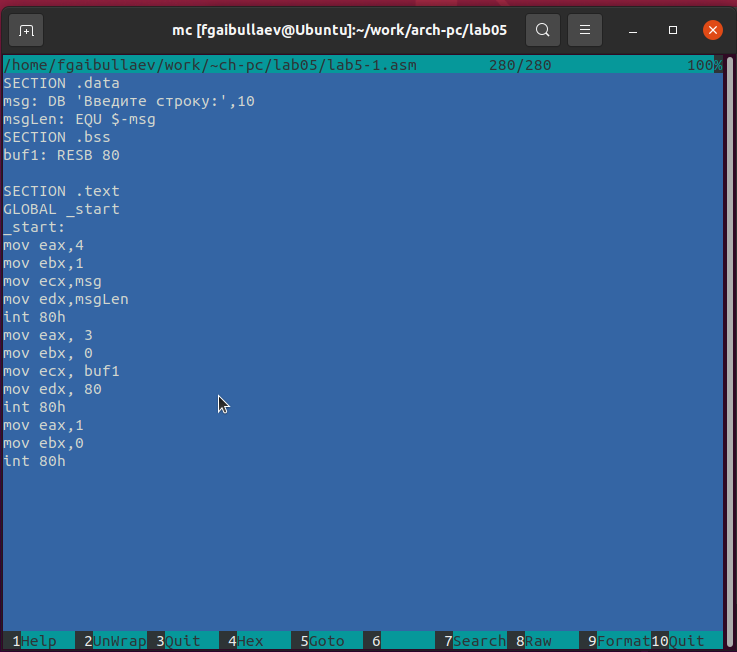 mc [fgaibullaev@Ubuntu]:~/work/arch-pc/lab05
/home/fgaibullaev/work/~ch-pc/lab05/lab5-1.asm 280/280 100%
SECTION .data
msg: DB 'Введите строку:',10
msgLen: EQU $-msg
SECTION .bss
buf1: RESB 80
SECTION .text
GLOBAL _start
_start:
mov eax,4
mov ebx,1
mov ecx,msg
mov edx,msgLen
int 80h
mov eax, 3
mov ebx, 0
mov ecx, buf1
mov edx, 80
int 80h
mov eax,1
mov ebx,0
int 80h
1Help 2UnWrap 3Quit 4Hex 5Goto 6 7Search 8Raw 9Format 10Quit